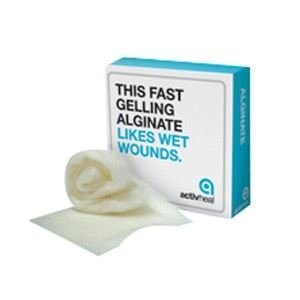 THIS FAST
GELLING
ALGINATE
LIKES WET
WOUNDS.
activheal
ALGINATE